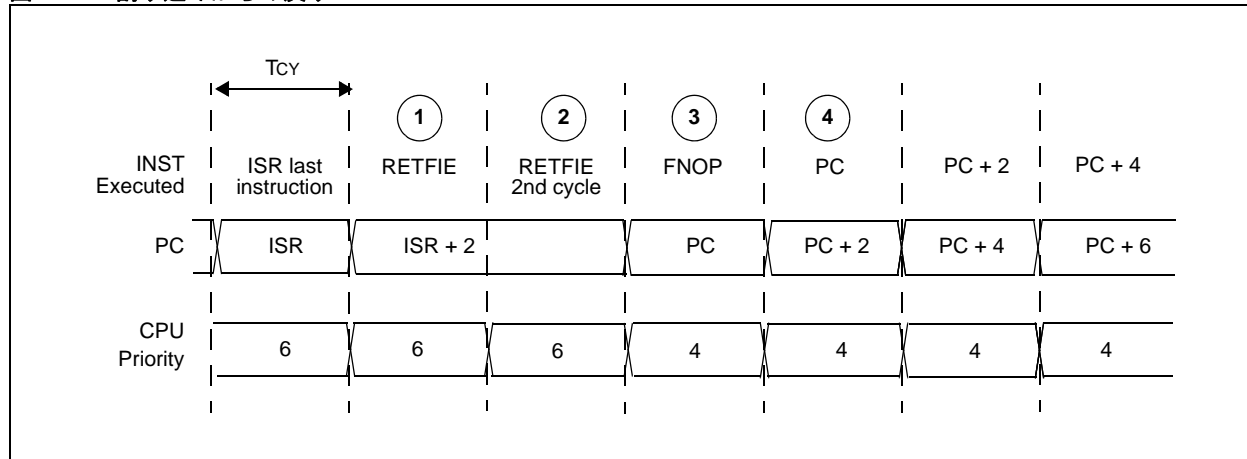 TCY
1 2 3 4
INST Executed
ISR last instruction
RETFIE
RETFIE 2nd cycle
FNOP
PC
PC + 2
PC + 4
PC
ISR
ISR + 2
PC
PC + 2
PC + 4
PC + 6
CPU Priority
6 6 6 4 4 4 4